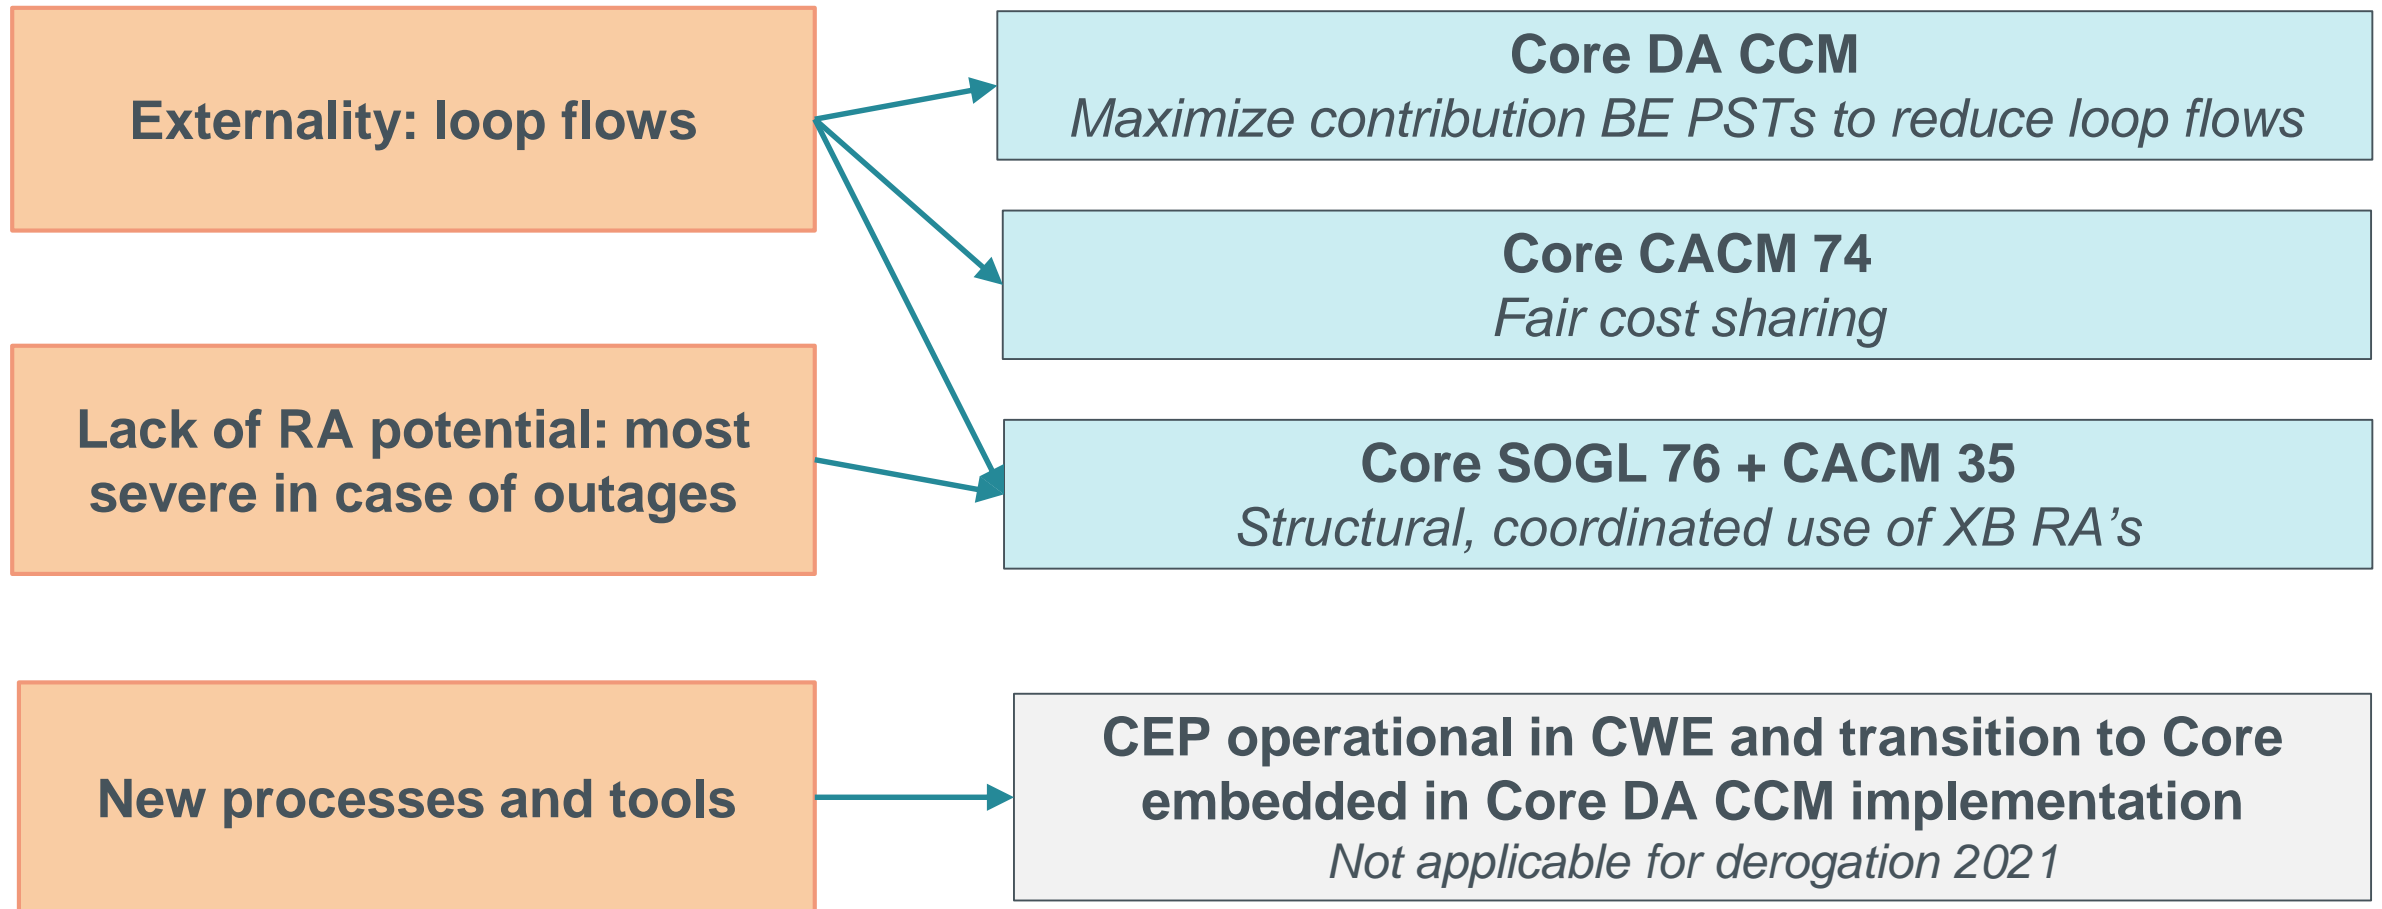 Externality: loop flows
Core DA CCM
Maximize contribution BE PSTs to reduce loop flows
Core CACM 74
Fair cost sharing
Lack of RA potential: most
severe in case of outages
Core SOGL 76 + CACM 35
Structural, coordinated use of XB RA’s
New processes and tools
CEP operational in CWE and transition to Core
embedded in Core DA CCM implementation
Not applicable for derogation 2021